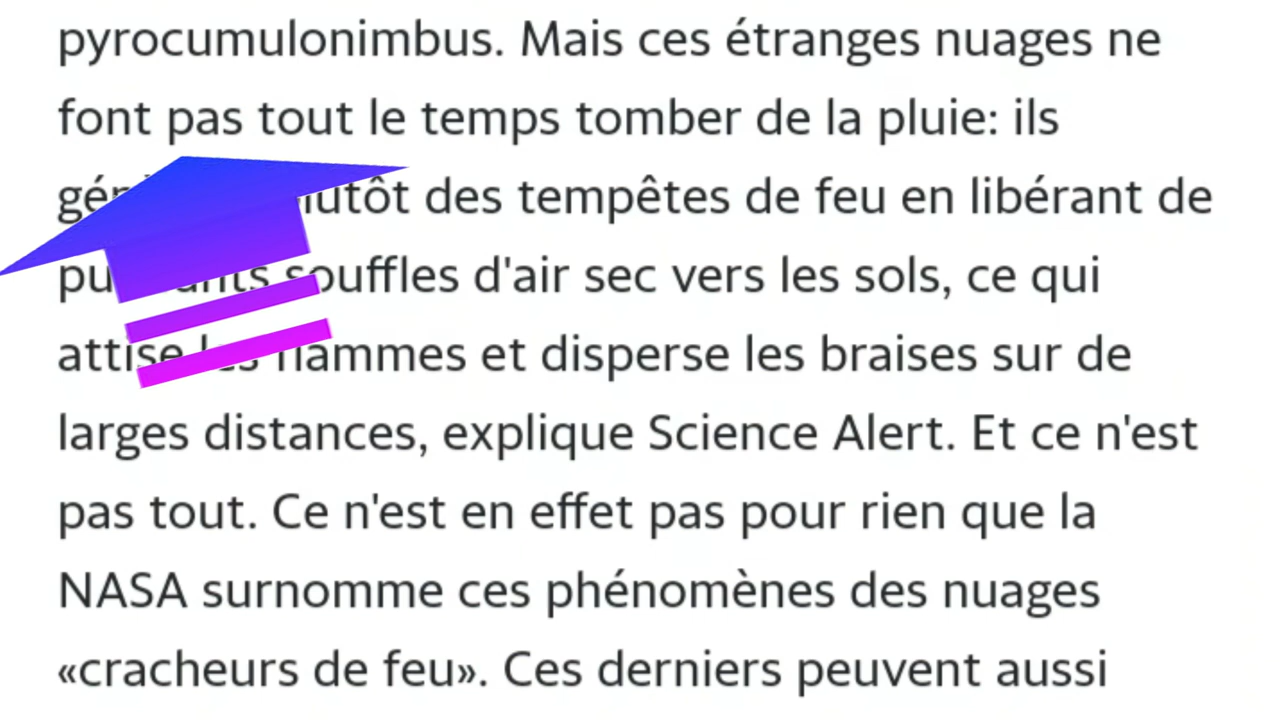 pyrocumulonimbus. Mais ces étranges nuages ne
font pas tout le temps tomber de la pluie: ils
des tempêtes de feu en libérant de
souffles d'air sec vers les sols, ce qui
attise les flammes et disperse les braises sur de
larges distances, explique Science Alert. Et ce n'est
pas tout. Ce n'est en effet pas pour rien que la
NASA surnomme ces phénomènes des nuages
«cracheurs de feu». Ces derniers peuvent aussi